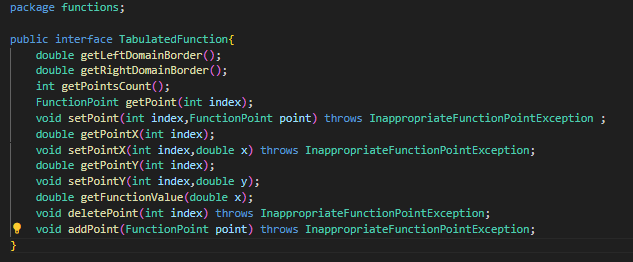 package functions;
public interface TabulatedFunction{
    double getLeftDomainBorder();
    double getRightDomainBorder();
    int getPointsCount();
    FunctionPoint getPoint(int index);
    void setPoint(int index,FunctionPoint point) throws InappropriateFunctionPointException ;
    double getPointX(int index);
    void setPointX(int index,double x) throws InappropriateFunctionPointException;
    double getPointY(int index);
    void setPointY(int index,double y);
    double getFunctionValue(double x);
    void deletePoint(int index) throws InappropriateFunctionPointException;
    void addPoint(FunctionPoint point) throws InappropriateFunctionPointException;
}